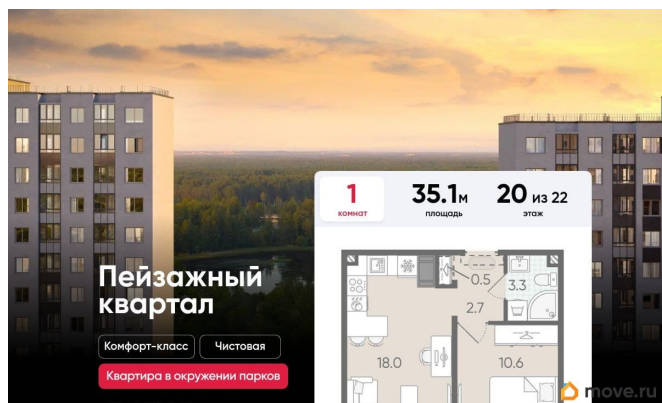 1
комнат
35.1м
площадь
20 из 22
этаж
Пейзажный
квартал
Комфорт-класс
Чистовая
Квартира в окружении парков
0.5
3.3
2.7
18.0
10.6
move.ru